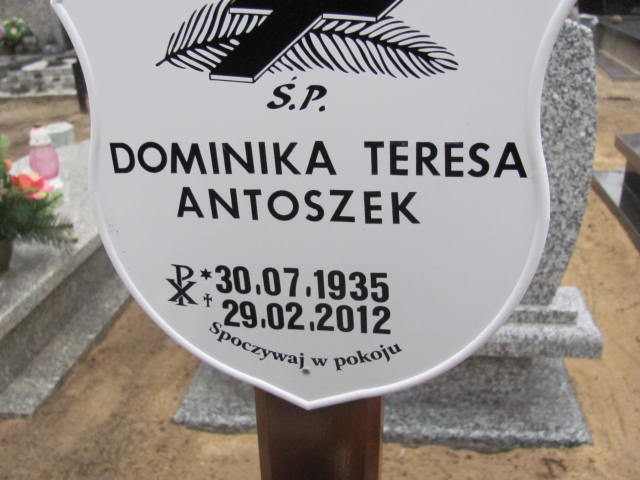 Ś.P.
DOMINIKA TERESA
ANTOSZEK
* 30.07.1935
† 29.02.2012
Spoczywaj w pokoju